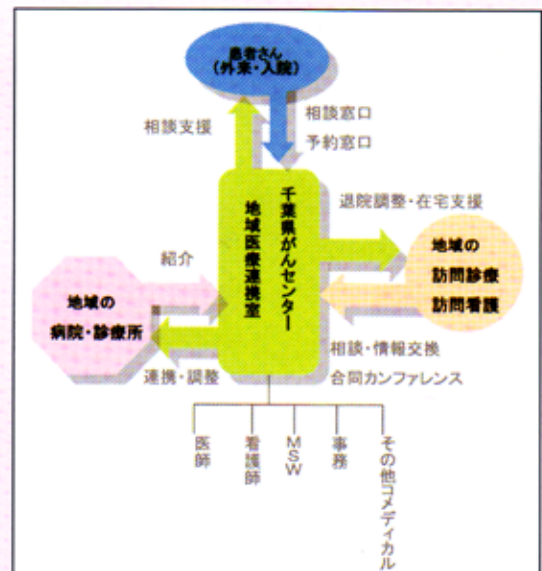 患者さん
（外来・入院）
相談支援
相談窓口
予約窓口
千葉県がんセンター
地域医療連携室
退院調整・在宅支援
地域の
訪問診療
訪問看護
紹介
地域の
病院・診療所
連携・調整
相談・情報交換
合同カンファレンス
医師
看護師
MSW
事務
その他コメディカル